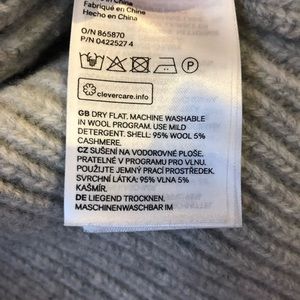 Fabriqué en Chine
Hecho en China
O/N 865870
P/N 0422527 4
clevercare.info
GB DRY FLAT. MACHINE WASHABLE
IN WOOL PROGRAM. USE MILD
DETERGENT. SHELL: 95% WOOL 5%
CASHMERE.
CZ SUŠENÍ NA VODOROVNÉ PLOŠE.
PRATELNÉ V PROGRAMU PRO VLNU.
POUŽIJTE JEMNÝ PRACÍ PROSTŘEDEK.
SVRCHNÍ LÁTKA: 95% VLNA 5%
KAŠMÍR.
DE LIEGEND TROCKNEN.
MASCHINENWASCHBAR IM